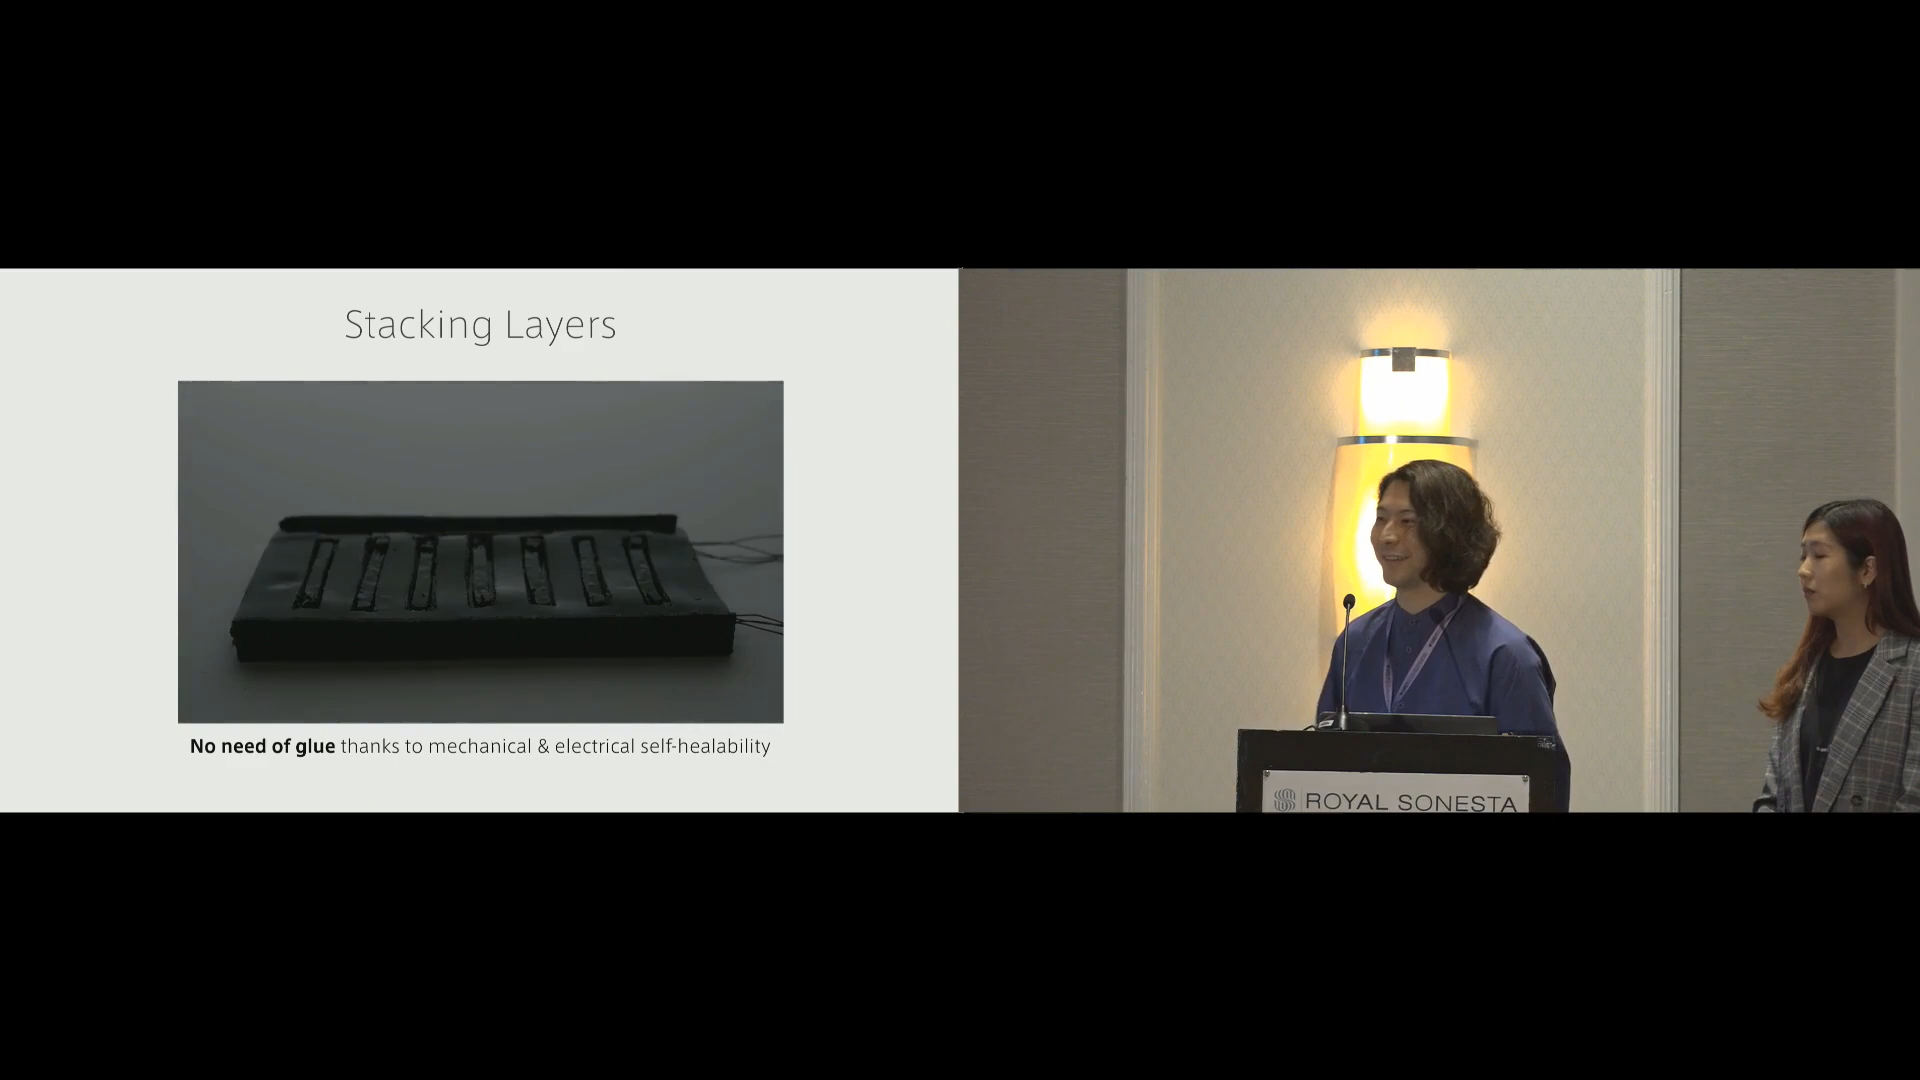 Stacking Layers
No need of glue thanks to mechanical & electrical self-healability
ROYAL SONESTA